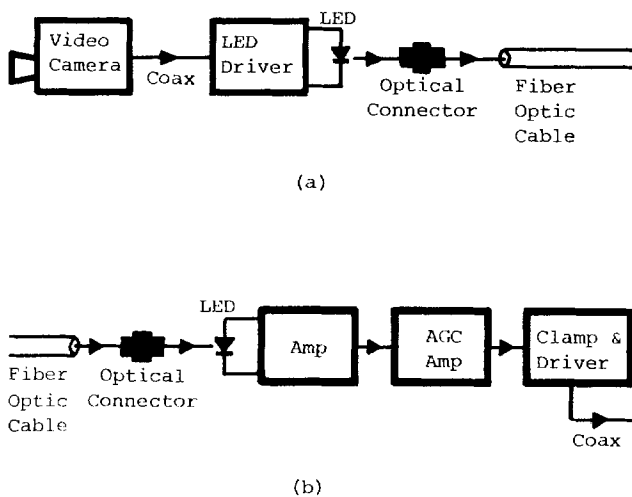 LED
Video
Camera
LED
Driver
Coax
Optical
Connector
Fiber
Optic
Cable
(a)
LED
Amp
AGC
Amp
Clamp &
Driver
Fiber
Optic
Cable
Optical
Connector
Coax
(b)